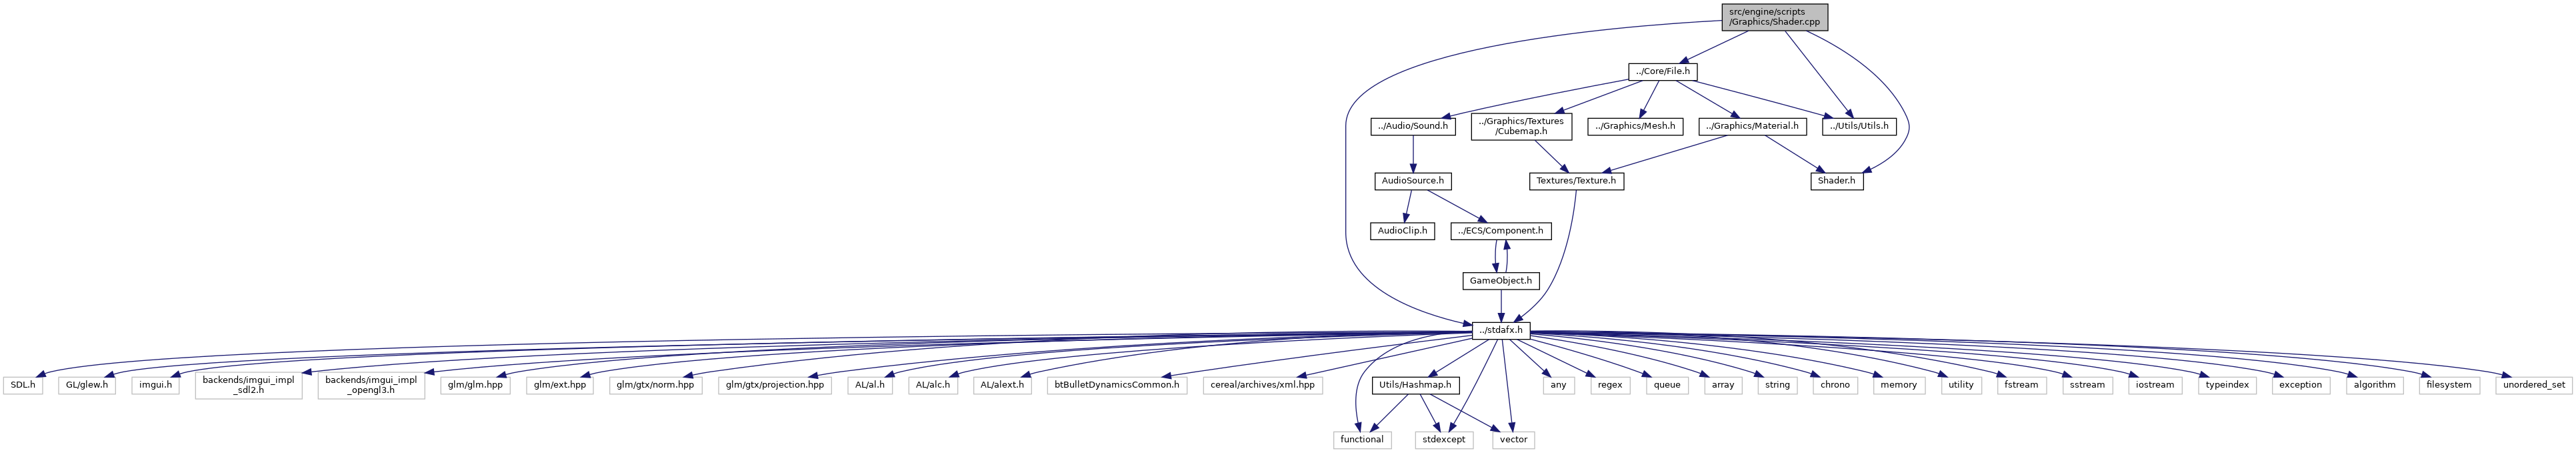 src/engine/scripts
/Graphics/Shader.cpp
../Core/File.h
../Audio/Sound.h
../Graphics/Textures
/Cubemap.h
../Graphics/Mesh.h
../Graphics/Material.h
../Utils/Utils.h
AudioSource.h
Textures/Texture.h
Shader.h
AudioClip.h
../ECS/Component.h
GameObject.h
../stdafx.h
SDL.h
GL/glew.h
imgui.h
backends/imgui_impl
_sdl2.h
backends/imgui_impl
_opengl3.h
glm/glm.hpp
glm/ext.hpp
glm/gtx/norm.hpp
glm/gtx/projection.hpp
AL/al.h
AL/alc.h
AL/alext.h
btBulletDynamicsCommon.h
cereal/archives/xml.hpp
Utils/Hashmap.h
any
regex
queue
array
string
chrono
memory
utility
fstream
sstream
iostream
typeindex
exception
algorithm
filesystem
unordered_set
functional
stdexcept
vector